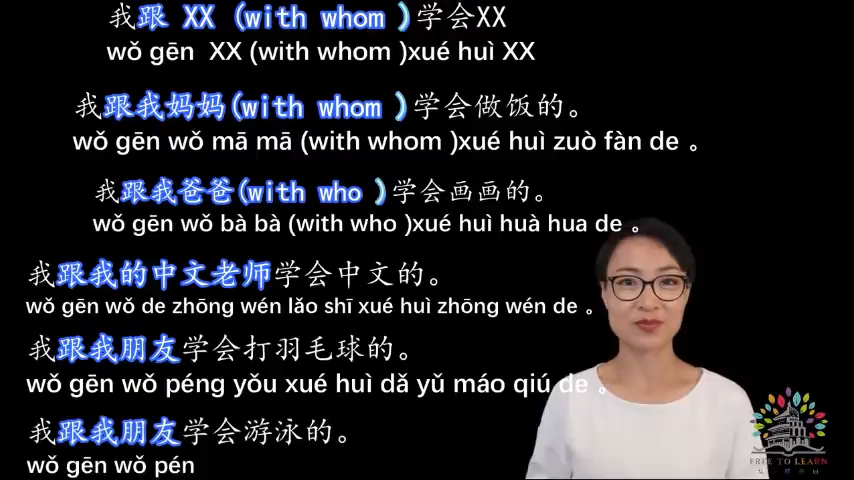 我跟 XX (with whom )学会XX
wǒ gēn  XX (with whom )xué huì XX
我跟我妈妈(with whom )学会做饭的。
wǒ gēn wǒ mā mā (with whom )xué huì zuò fàn de 。
我跟我爸爸(with who )学会画画的。
wǒ gēn wǒ bà bà (with who )xué huì huà hua de 。
我跟我的中文老师学会中文的。
wǒ gēn wǒ de zhōng wén lǎo shī xué huì zhōng wén de 。
我跟我朋友学会打羽毛球的。
wǒ gēn wǒ péng yǒu xué huì dǎ yǔ máo qiú de 。
我跟我朋友学会游泳的。
wǒ gēn wǒ pén
FREE TO LEARN